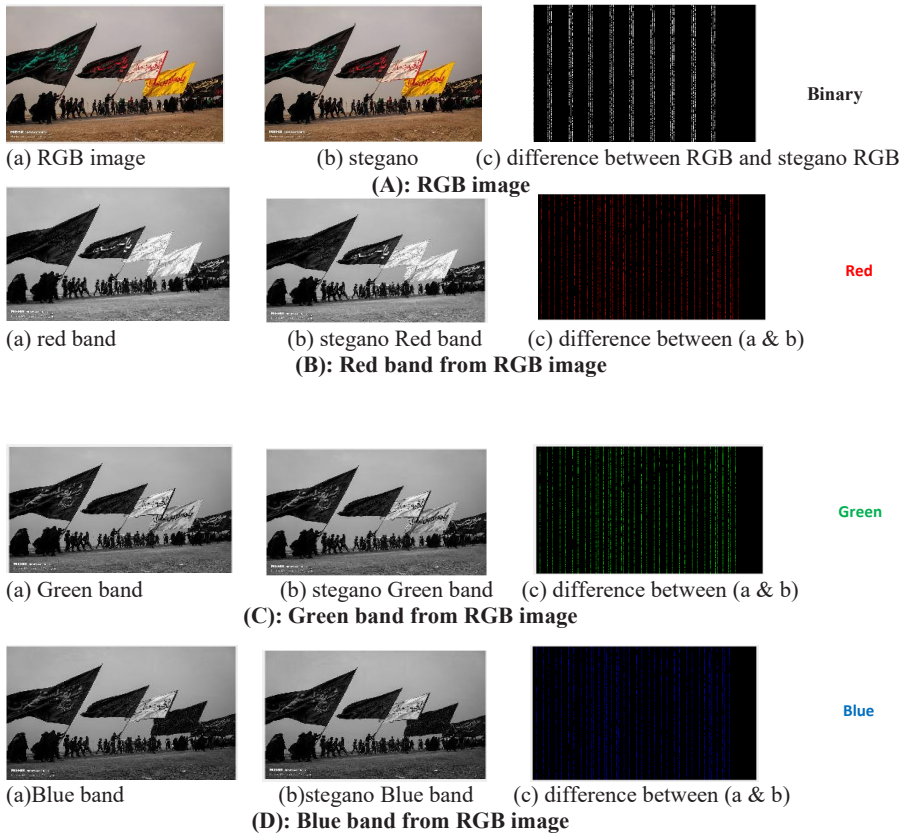 Binary
(a) RGB image (b) stegano (c) difference between RGB and stegano RGB
(A): RGB image
Red
(a) red band (b) stegano Red band (c) difference between (a & b)
(B): Red band from RGB image
Green
(a) Green band (b) stegano Green band (c) difference between (a & b)
(C): Green band from RGB image
Blue
(a)Blue band (b)stegano Blue band (c) difference between (a & b)
(D): Blue band from RGB image